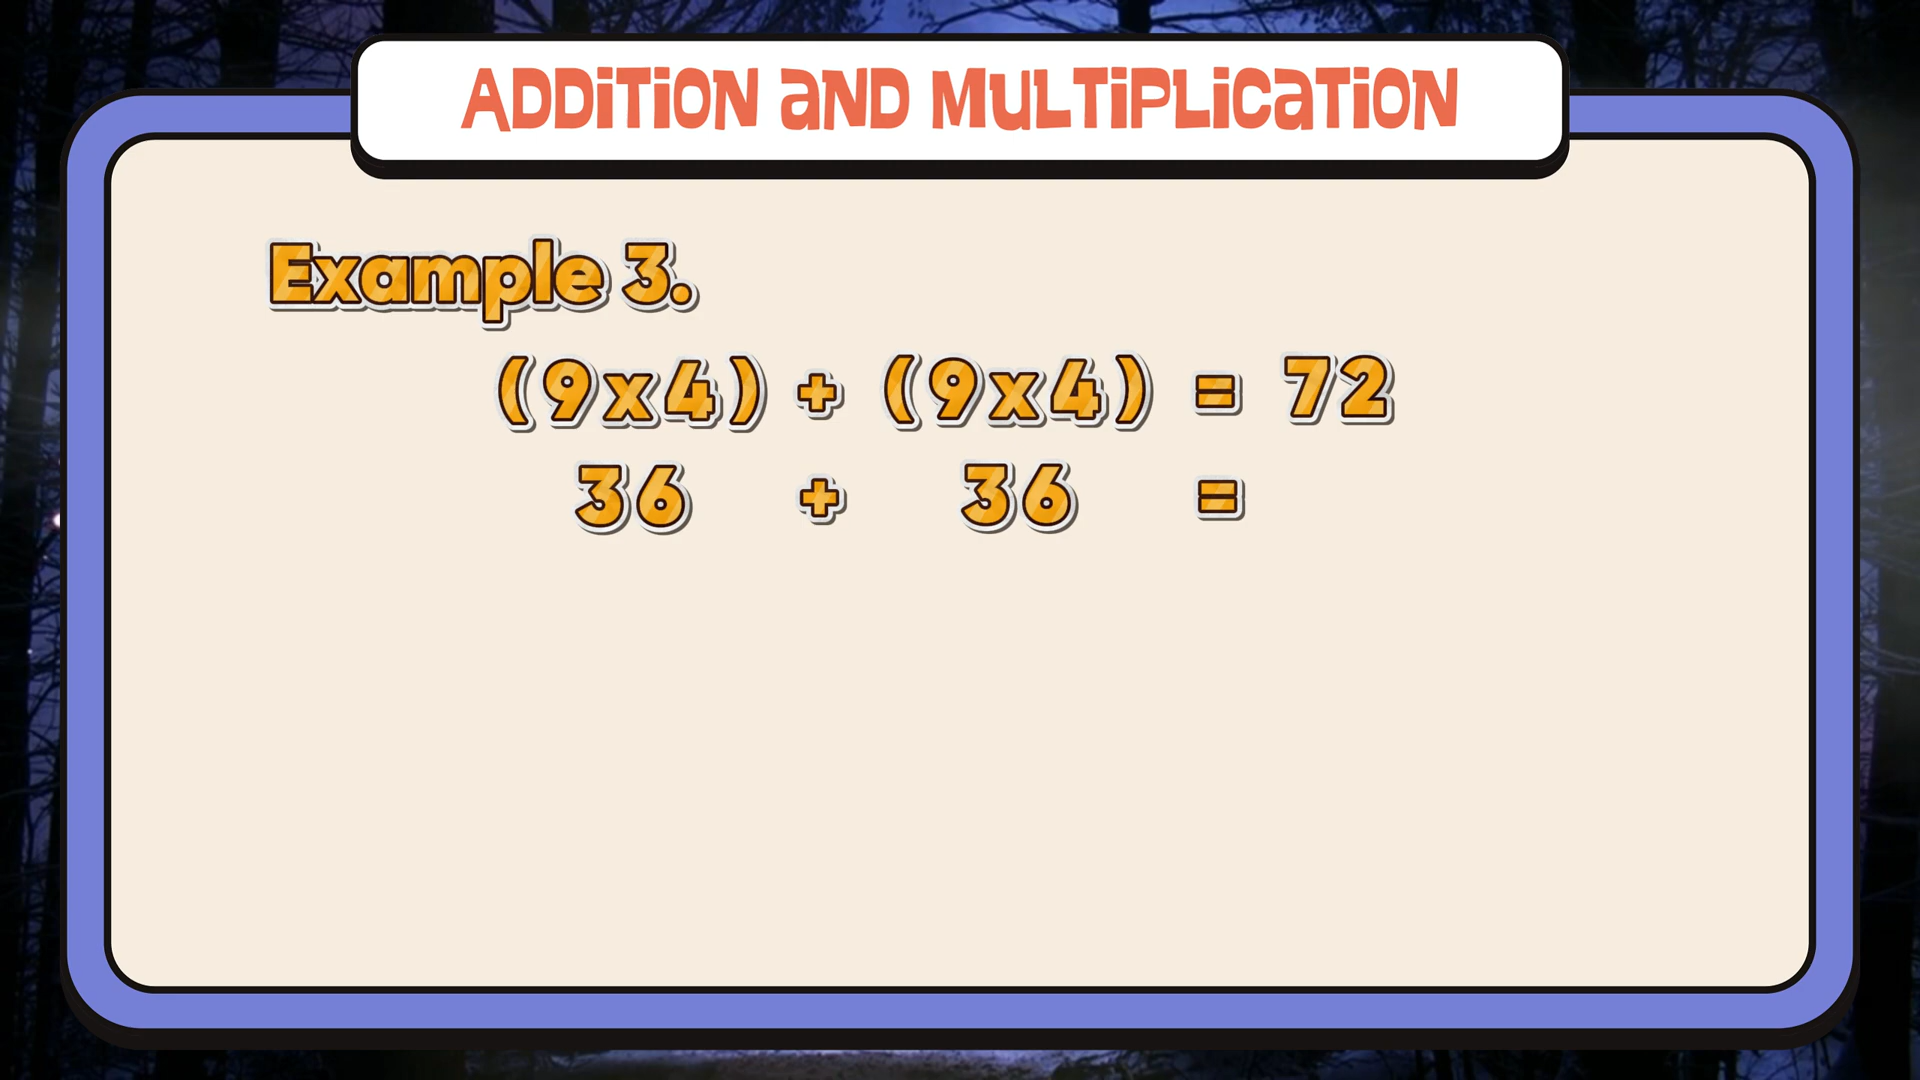 ADDiTiON aND MULTiPLiCaTiON
Example 3.
(9x4) + (9x4) = 72
36 + 36 =